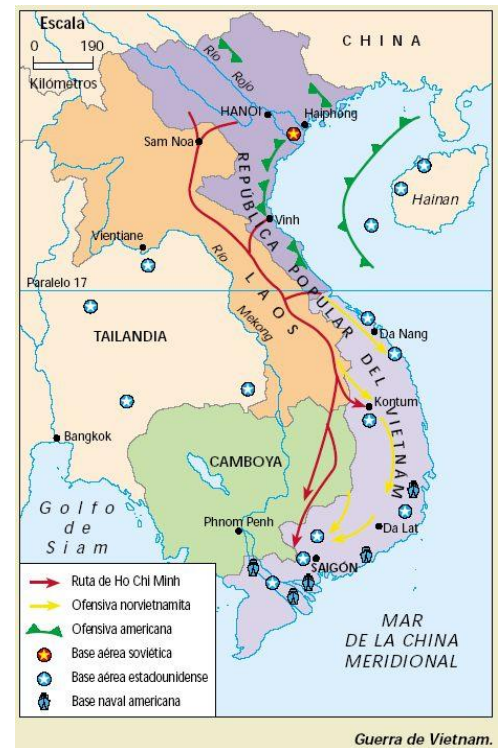 Escala
0 190
Kilómetros
CHINA
Río
Rojo
HANOI
Haiphong
Sam Noa
Hainan
REPÚBLICA POPULAR DEL VIETNÁM
Vinh
Vientiane
Río
Mekong
LAOS
Paralelo 17
TAILANDIA
Da Nang
Kontum
Bangkok
CAMBOYA
Golfo
de
Siam
Phnom Penh
Da Lat
SAIGÓN
MAR
DE LA CHINA
MERIDIONAL
Ruta de Ho Chi Minh
Ofensiva norvietnamita
Ofensiva americana
Base aérea soviética
Base aérea estadounidense
Base naval americana
Guerra de Vietnam.